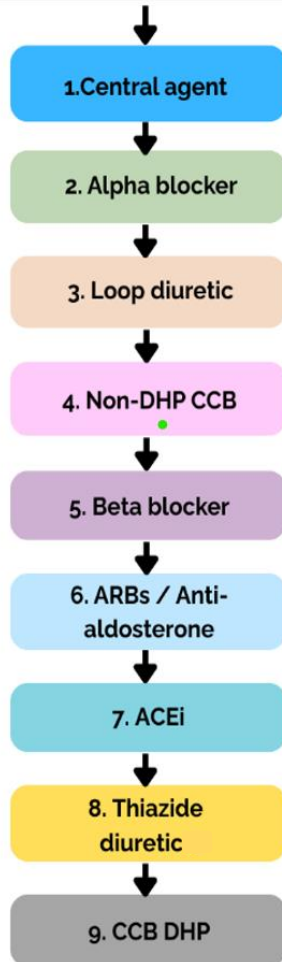 1.Central agent
2. Alpha blocker
3. Loop diuretic
4. Non-DHP CCB
5. Beta blocker
6. ARBs / Anti-
aldosterone
7. ACEi
8. Thiazide
diuretic
9. CCB DHP